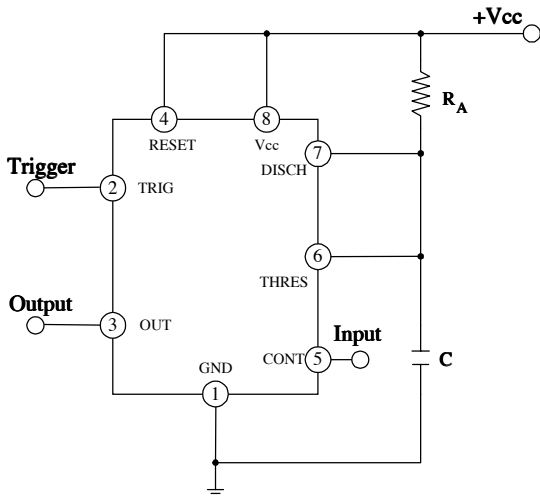 +Vcc
R_A
4
8
RESET
Vcc
7
DISCH
Trigger
2
TRIG
6
THRES
Output
3
OUT
Input
GND
CONT
5
C
1